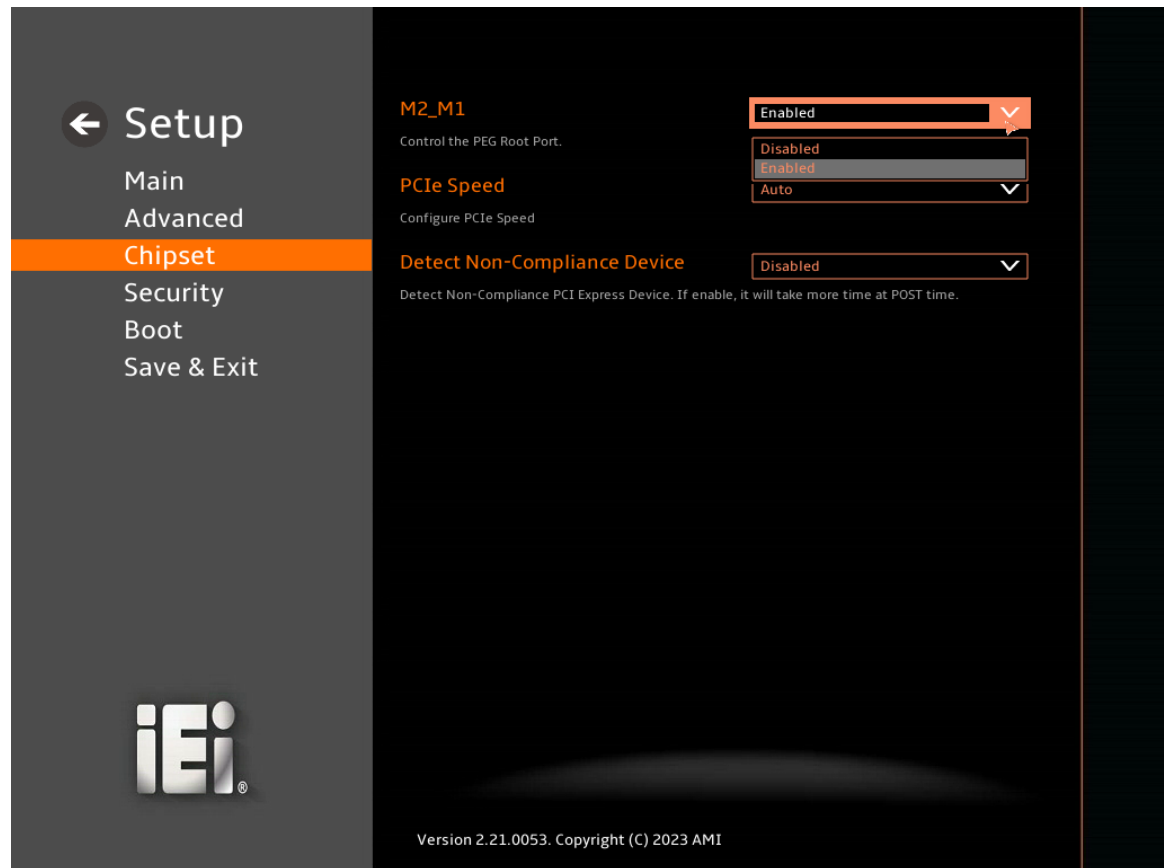 Setup
Main
Advanced
Chipset
Security
Boot
Save & Exit
iEi®
M2_M1
Enabled
Control the PEG Root Port.
Disabled
Enabled
PCIe Speed
Auto
Configure PCIe Speed
Detect Non-Compliance Device
Disabled
Detect Non-Compliance PCI Express Device. If enable, it will take more time at POST time.
Version 2.21.0053. Copyright (C) 2023 AMI